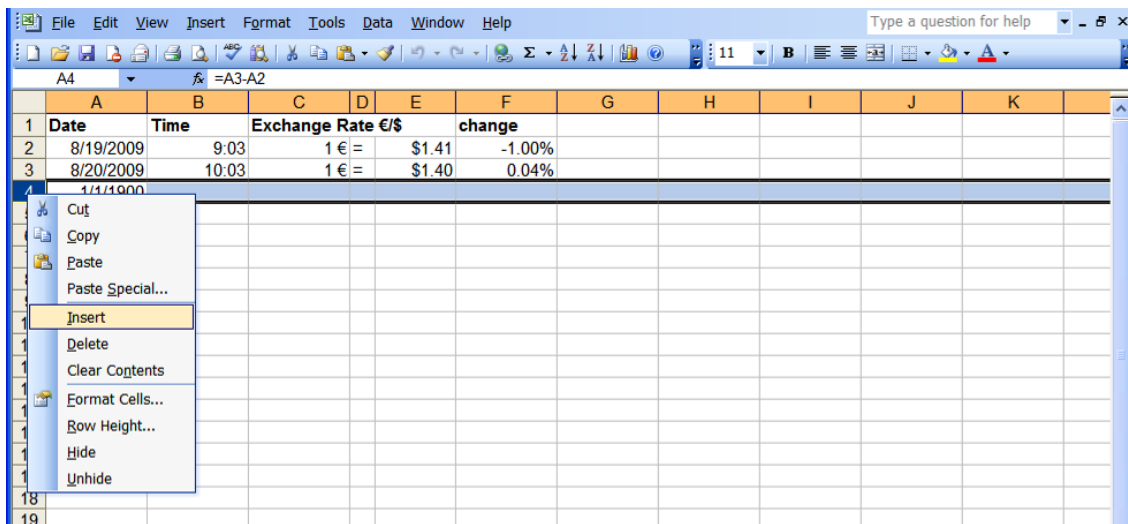 File Edit View Insert Format Tools Data Window Help Type a question for help
ABC Σ A Z Z A 11 B A
A4 fx =A3-A2
A B C D E F G H I J K
1 Date Time Exchange Rate €/$ change
2 8/19/2009 9:03 1 € = $1.41 -1.00%
3 8/20/2009 10:03 1 € = $1.40 0.04%
4 1/1/1900
Cut
Copy
Paste
Paste Special...
Insert
Delete
Clear Contents
Format Cells...
Row Height...
Hide
Unhide
18
19